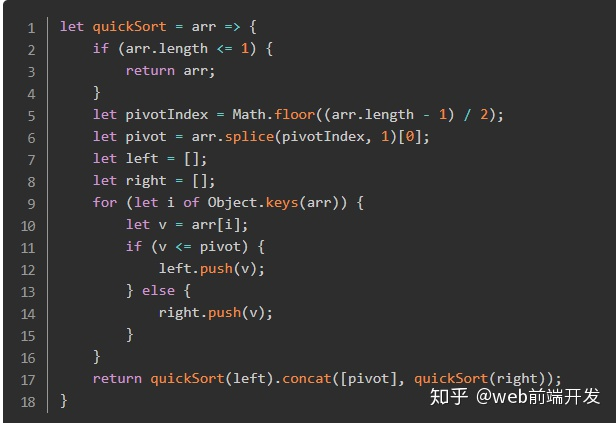 1 let quickSort = arr => {
2     if (arr.length <= 1) {
3         return arr;
4     }
5     let pivotIndex = Math.floor((arr.length - 1) / 2);
6     let pivot = arr.splice(pivotIndex, 1)[0];
7     let left = [];
8     let right = [];
9     for (let i of Object.keys(arr)) {
10         let v = arr[i];
11         if (v <= pivot) {
12             left.push(v);
13         } else {
14             right.push(v);
15         }
16     }
17     return quickSort(left).concat([pivot], quickSort(right));
18 }
知乎 @web前端开发